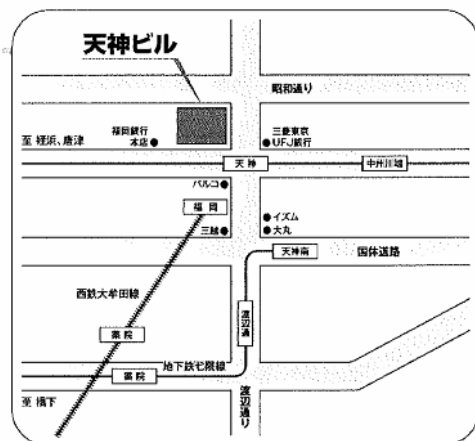 天神ビル
昭和通り
福岡銀行
本店
三菱東京
UFJ銀行
至 姪浜、唐津
天神
中州川端
パルコ
福岡
イズム
三越
大丸
天神南
国体道路
西鉄大牟田線
渡辺通
薬院
地下鉄七隈線
薬院
至 橋下
渡辺通り